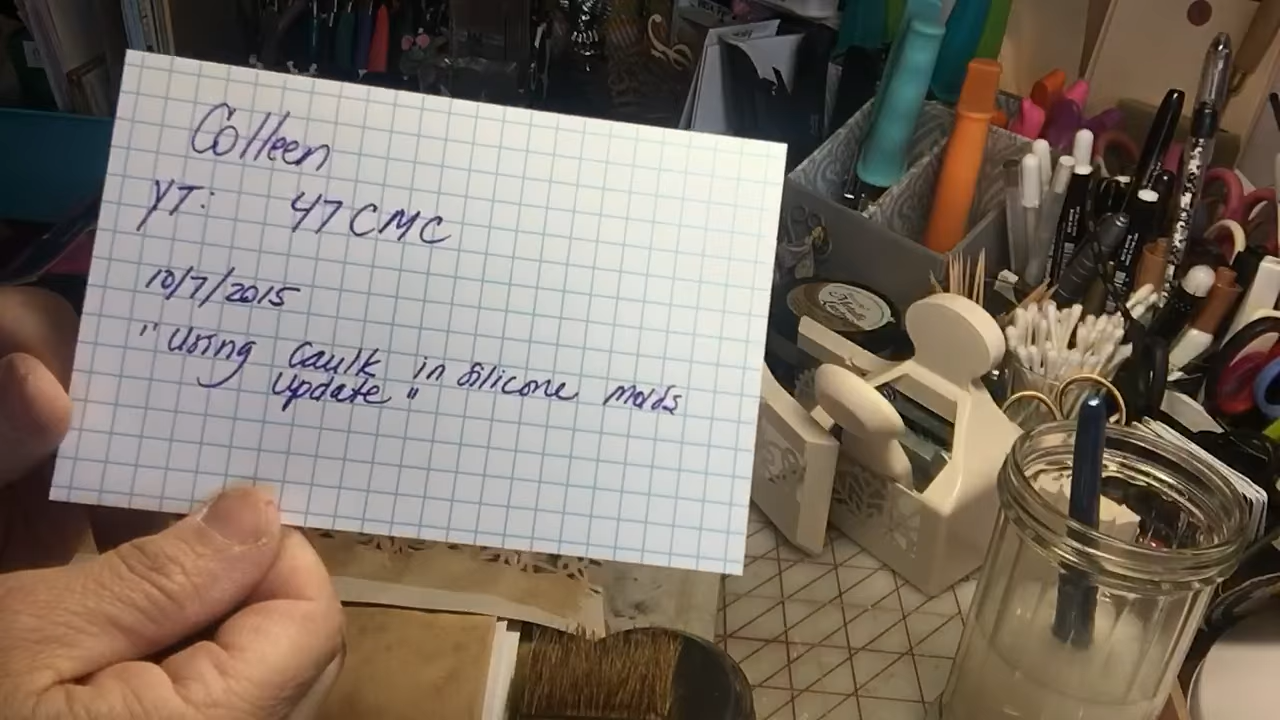 Colleen
YT: 47CMC
10/7/2015
"Using Caulk in Silicone Molds
Update"